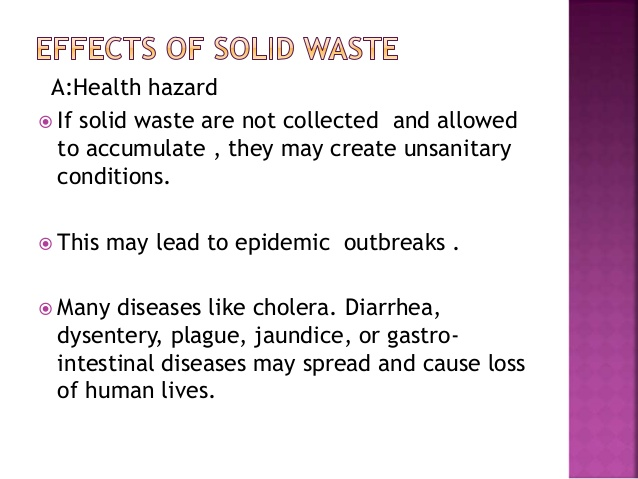 EFFECTS OF SOLID WASTE
A:Health hazard
If solid waste are not collected  and allowed
to accumulate , they may create unsanitary
conditions.
This may lead to epidemic  outbreaks .
Many diseases like cholera. Diarrhea,
dysentery, plague, jaundice, or gastro-
intestinal diseases may spread and cause loss
of human lives.